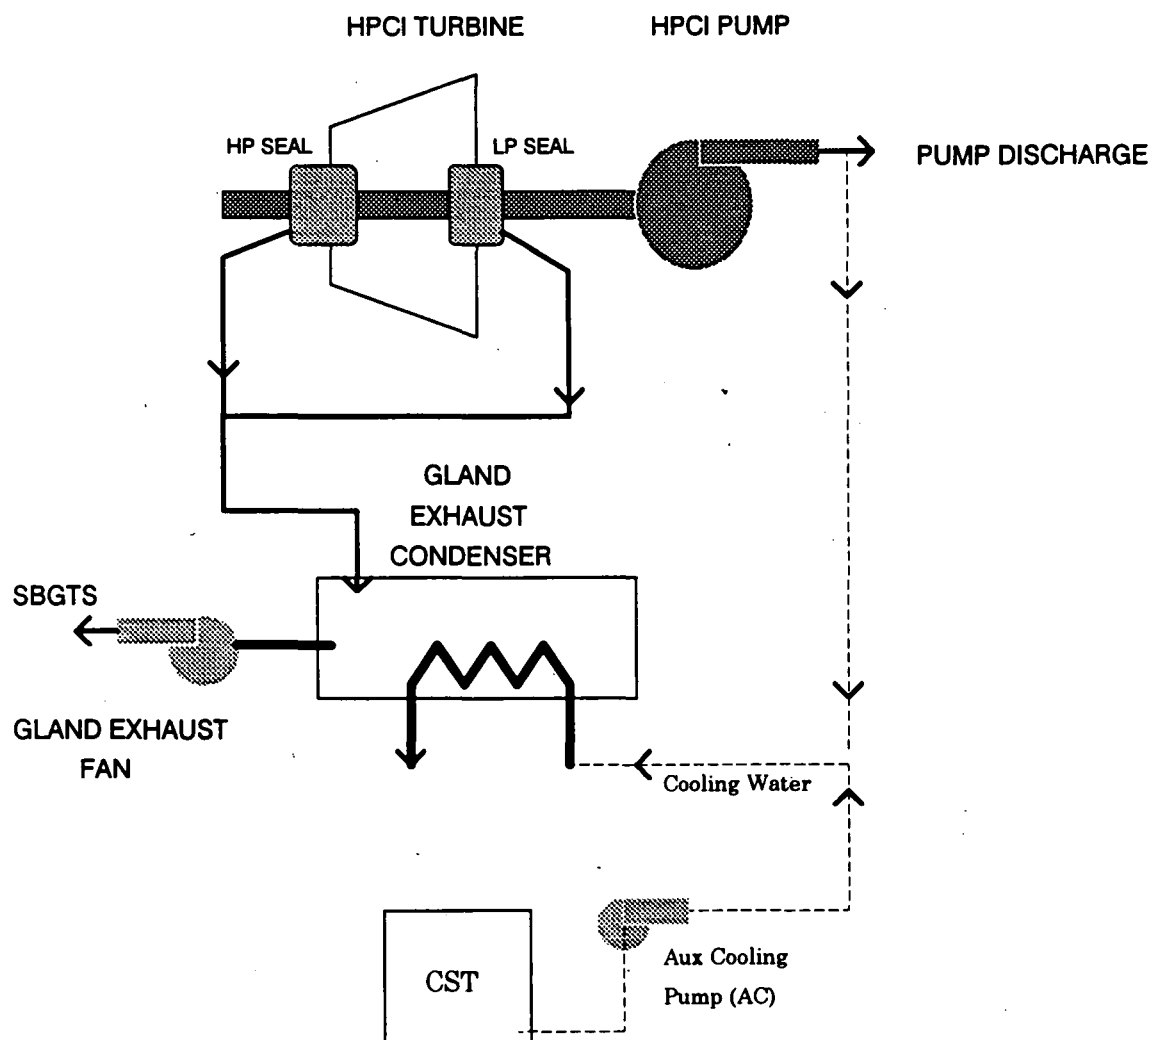 HPCI TURBINE
HPCI PUMP
HP SEAL
LP SEAL
PUMP DISCHARGE
GLAND
EXHAUST
CONDENSER
SBGTS
GLAND EXHAUST
FAN
Cooling Water
CST
Aux Cooling
Pump (AC)